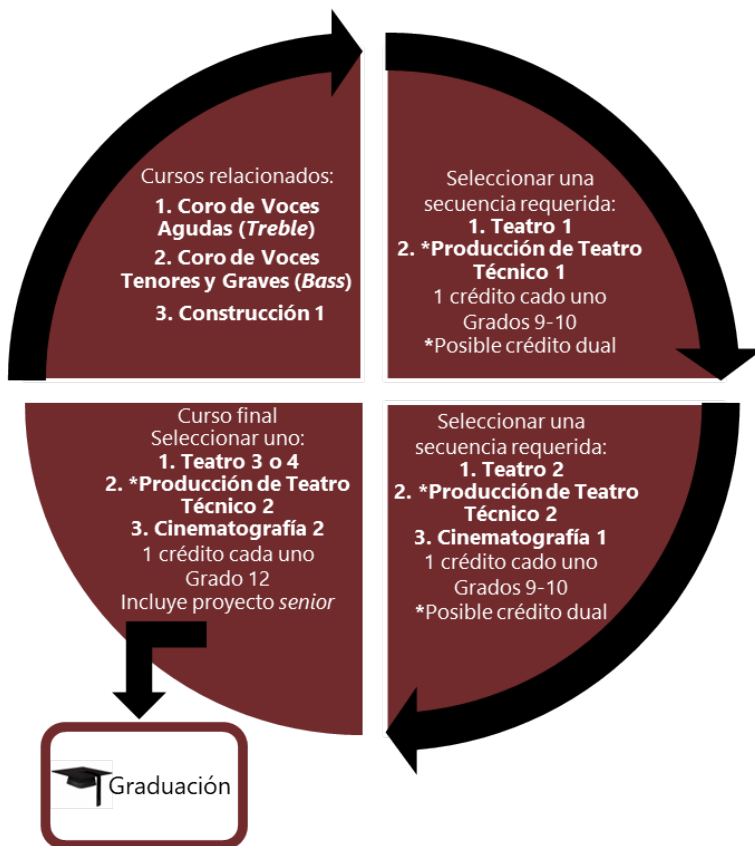 Cursos relacionados:
1. Coro de Voces
Agudas (Treble)
2. Coro de Voces
Tenores y Graves (Bass)
3. Construcción 1
Seleccionar una
secuencia requerida:
1. Teatro 1
2. *Producción de Teatro
Técnico 1
1 crédito cado uno
Grados 9-10
*Posible crédito dual
Seleccionar una
secuencia requerida:
1. Teatro 2
2. *Producción de Teatro
Técnico 2
3. Cinematografía 1
1 crédito cado uno
Grados 9-10
*Posible crédito dual
Curso final
Seleccionar uno:
1. Teatro 3 o 4
2. *Producción de Teatro
Técnico 2
3. Cinematografía 2
1 crédito cada uno
Grado 12
Incluye proyecto senior
Graduación